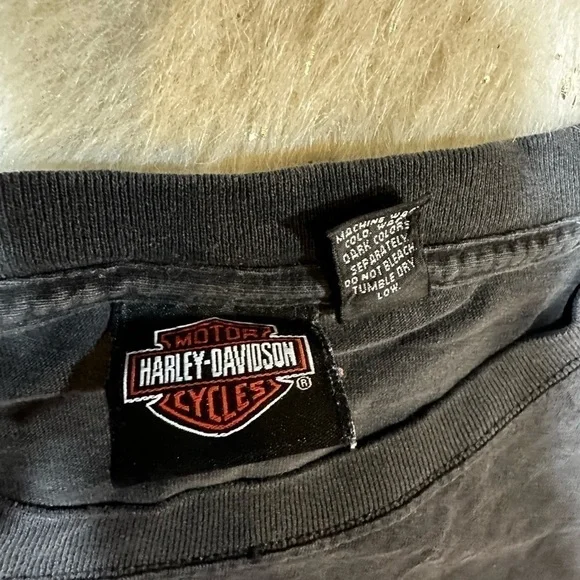 MOTOR
HARLEY-DAVIDSON
CYCLES
®
MACHINE WASH
COLD. WASH
DARK COLORS
SEPARATELY
DO NOT BLEACH.
TUMBLE DRY
LOW.